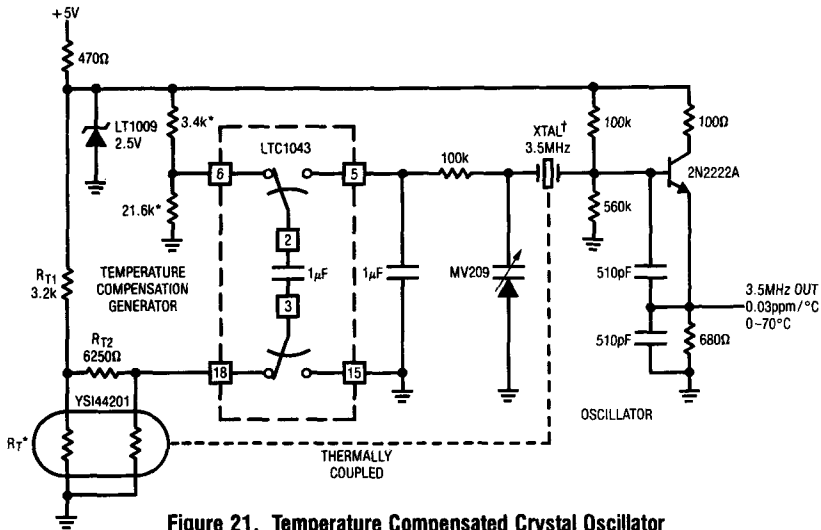 +5V
470Ω
LT1009
2.5V
3.4k*
21.6k*
LTC1043
6
5
2
1µF
3
18
15
1µF
100k
MV209
XTAL†
3.5MHz
100k
560k
100Ω
2N2222A
510pF
510pF
680Ω
3.5MHz OUT
0.03ppm/°C
0–70°C
OSCILLATOR
RT1
3.2k
TEMPERATURE
COMPENSATION
GENERATOR
RT2
6250Ω
YSI44201
RT*
THERMALLY
COUPLED
Figure 21. Temperature Compensated Crystal Oscillator